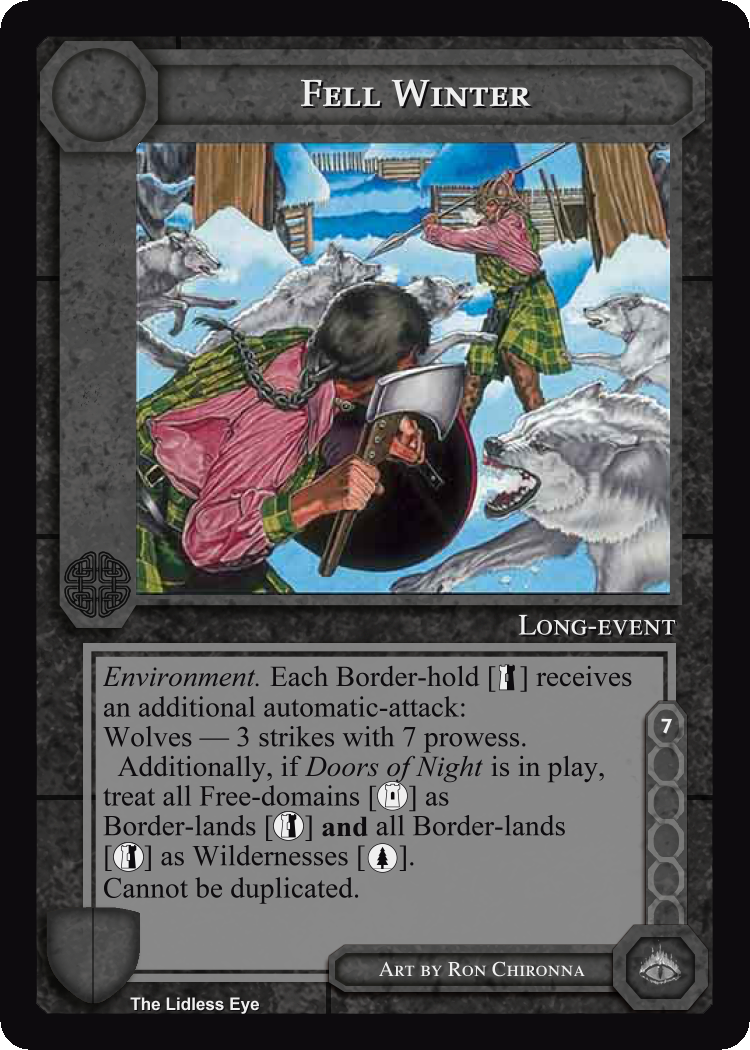 Fell Winter
Long-event
Environment. Each Border-hold [ ] receives
an additional automatic-attack:
Wolves — 3 strikes with 7 prowess.
Additionally, if Doors of Night is in play,
treat all Free-domains [ ] as
Border-lands [ ] and all Border-lands
[ ] as Wildernesses [ ].
Cannot be duplicated.
7
Art by Ron Chironna
The Lidless Eye